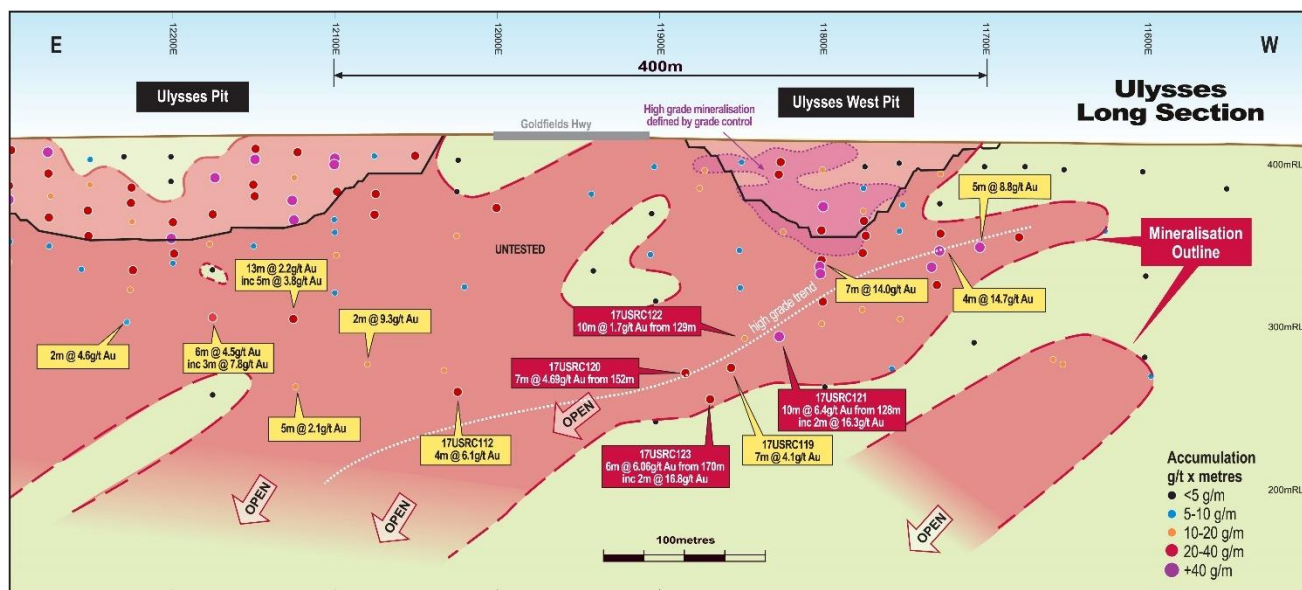 E
12200E
12100E
12000E
11900E
11800E
11700E
11600E
W
400m
Ulysses Pit
Ulysses West Pit
Ulysses
Long Section
High grade mineralisation
defined by grade control
Goldfields Hwy
400mRL
5m @ 8.8g/t Au
UNTESTED
Mineralisation
Outline
13m @ 2.2g/t Au
inc 5m @ 3.8g/t Au
7m @ 14.0g/t Au
4m @ 14.7g/t Au
high grade trend
2m @ 9.3g/t Au
17USRC122
10m @ 1.7g/t Au from 129m
300mRL
2m @ 4.6g/t Au
6m @ 4.5g/t Au
inc 3m @ 7.8g/t Au
17USRC120
7m @ 4.69g/t Au from 152m
17USRC121
10m @ 6.4g/t Au from 128m
inc 2m @ 16.3g/t Au
OPEN
5m @ 2.1g/t Au
17USRC112
4m @ 6.1g/t Au
17USRC119
7m @ 4.1g/t Au
17USRC123
6m @ 6.06g/t Au from 170m
inc 2m @ 16.8g/t Au
200mRL
OPEN
OPEN
OPEN
100metres
Accumulation
g/t x metres
<5 g/m
5-10 g/m
10-20 g/m
20-40 g/m
+40 g/m